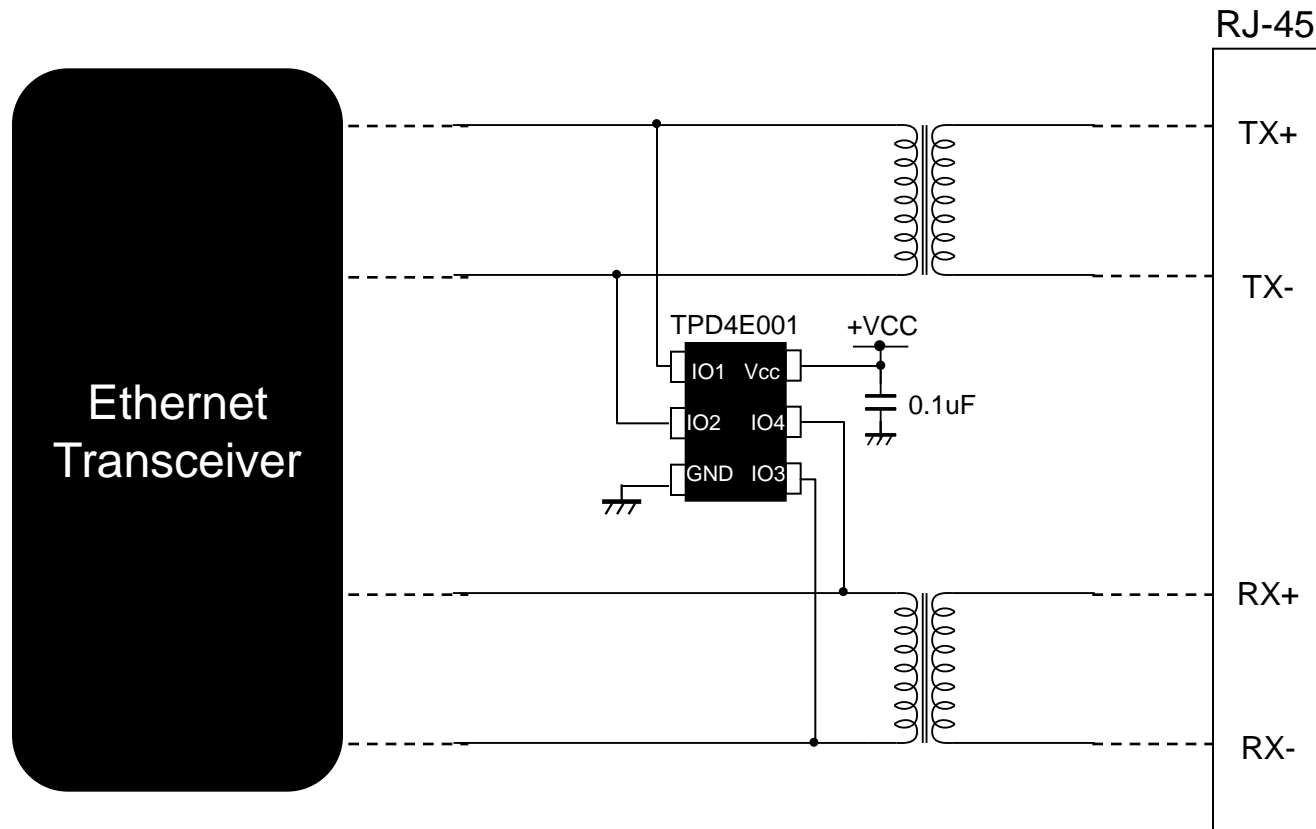 RJ-45
TX+
TX-
TPD4E001
+VCC
IO1 Vcc
0.1uF
IO2 IO4
GND IO3
Ethernet
Transceiver
RX+
RX-